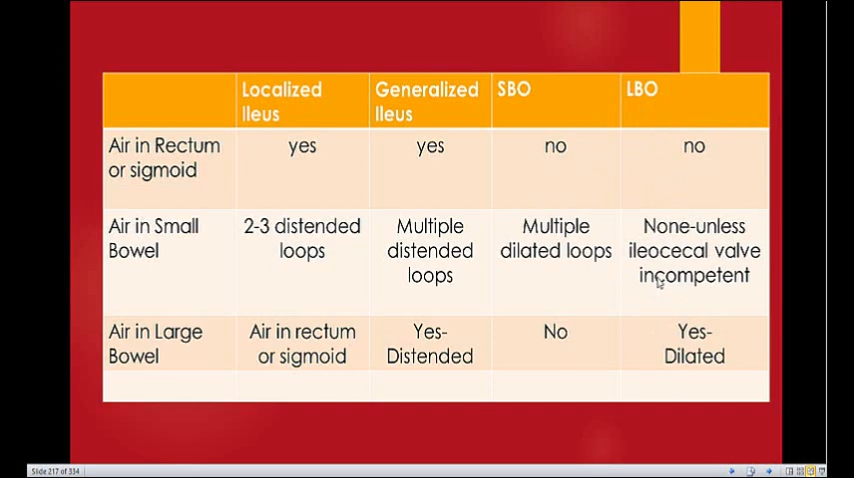 Localized
Ileus
Generalized
Ileus
SBO
LBO
Air in Rectum
or sigmoid
yes
yes
no
no
Air in Small
Bowel
2-3 distended
loops
Multiple
distended
loops
Multiple
dilated loops
None-unless
ileocecal valve
incompetent
Air in Large
Bowel
Air in rectum
or sigmoid
Yes-
Distended
No
Yes-
Dilated
Slide 217 of 334